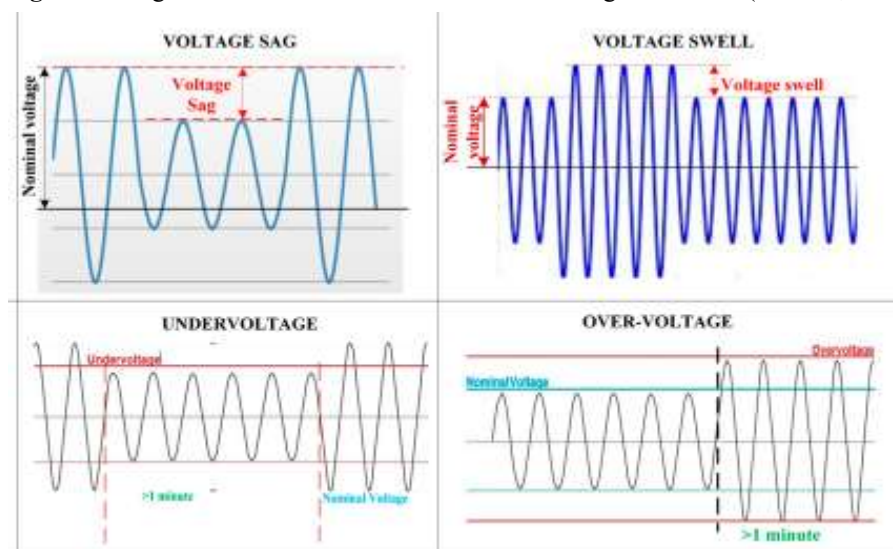 VOLTAGE SAG
Nominal voltage
Voltage
Sag
VOLTAGE SWELL
Nominal
voltage
Voltage swell
UNDERVOLTAGE
Undervoltage
>1 minute
Nominal Voltage
OVER-VOLTAGE
Overvoltage
Nominal Voltage
>1 minute